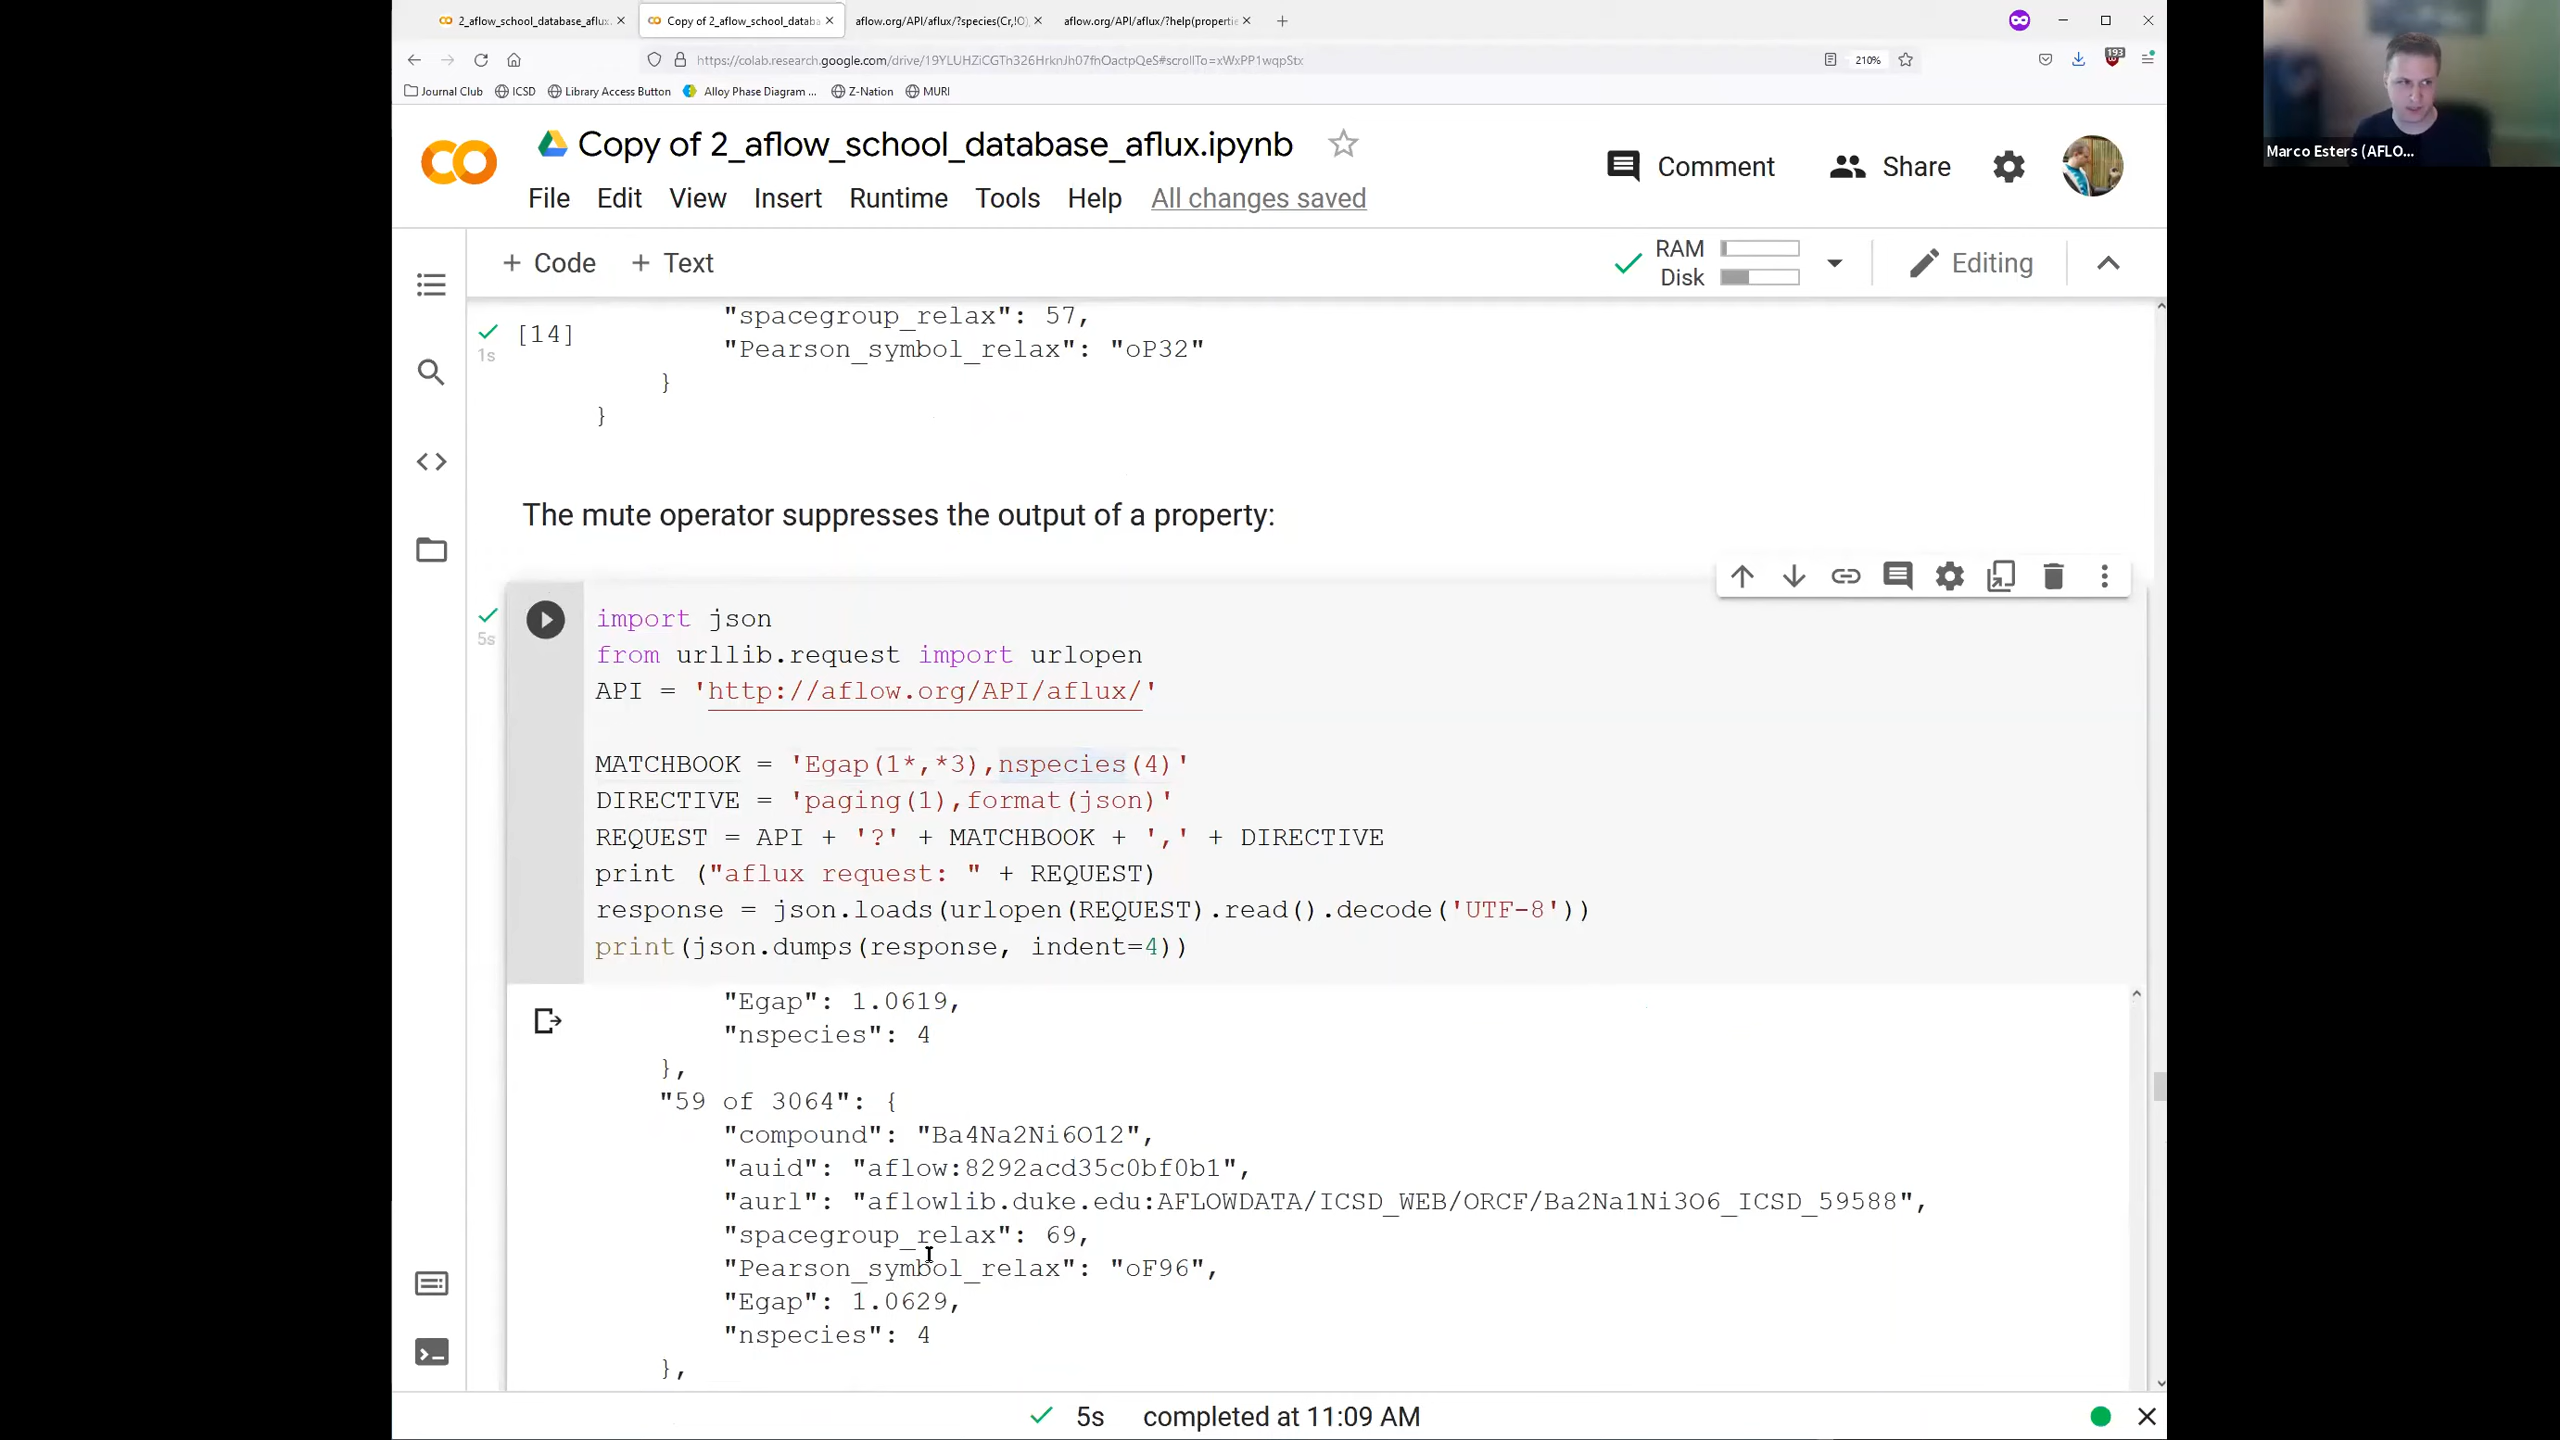 2_aflow_school_database_aflux.
Copy of 2_aflow_school_databa
aflow.org/API/aflux/?species(Cr,!O)
aflow.org/API/aflux/?help(propertie
https://colab.research.google.com/drive/19YLUHZiCGTn326HrknJh07fhOactpQeS#scrollTo=xWxPP1wqpStx
210%
193
Journal Club
ICSD
Library Access Button
Alloy Phase Diagram ...
Z-Nation
MURI
Marco Esters (AFLO...
CO
Copy of 2_aflow_school_database_aflux.ipynb
Comment
Share
File Edit View Insert Runtime Tools Help All changes saved
+ Code + Text
RAM
Disk
Editing
"spacegroup_relax": 57,
1s
[14]
"Pearson_symbol_relax": "oP32"
}
}
The mute operator suppresses the output of a property:
5s
import json
from urllib.request import urlopen
API = 'http://aflow.org/API/aflux/'
MATCHBOOK = 'Egap(1*,*3),nspecies(4)'
DIRECTIVE = 'paging(1),format(json)'
REQUEST = API + '?' + MATCHBOOK + ',' + DIRECTIVE
print ("aflux request: " + REQUEST)
response = json.loads(urlopen(REQUEST).read().decode('UTF-8'))
print(json.dumps(response, indent=4))
"Egap": 1.0619,
"nspecies": 4
},
"59 of 3064": {
"compound": "Ba4Na2Ni6O12",
"auid": "aflow:8292acd35c0bf0b1",
"aurl": "aflowlib.duke.edu:AFLOWDATA/ICSD_WEB/ORCF/Ba2Na1Ni3O6_ICSD_59588",
"spacegroup_relax": 69,
"Pearson_symbol_relax": "oF96",
"Egap": 1.0629,
"nspecies": 4
},
5s completed at 11:09 AM